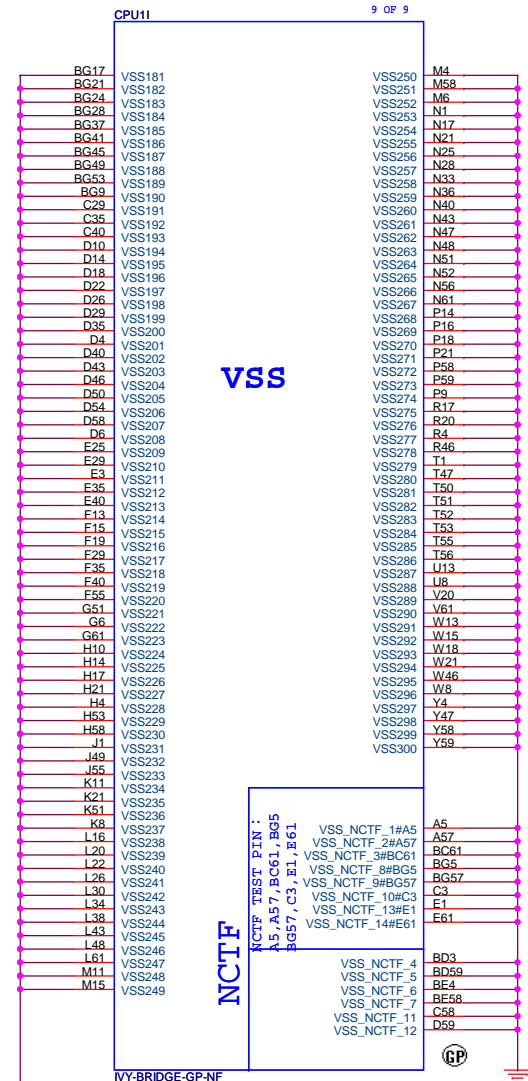 CPU1I
9 OF 9
BG17 VSS181
BG21 VSS182
BG24 VSS183
BG28 VSS184
BG37 VSS185
BG41 VSS186
BG45 VSS187
BG49 VSS188
BG53 VSS189
BG9 VSS190
C29 VSS191
C35 VSS192
C40 VSS193
D10 VSS194
D14 VSS195
D18 VSS196
D22 VSS197
D26 VSS198
D29 VSS199
D35 VSS200
D4 VSS201
D40 VSS202
D43 VSS203
D46 VSS204
D50 VSS205
D54 VSS206
D58 VSS207
D6 VSS208
E25 VSS209
E29 VSS210
E3 VSS211
E35 VSS212
E40 VSS213
F13 VSS214
F15 VSS215
F19 VSS216
F29 VSS217
F35 VSS218
F40 VSS219
F55 VSS220
G51 VSS221
G6 VSS222
G61 VSS223
H10 VSS224
H14 VSS225
H17 VSS226
H21 VSS227
H4 VSS228
H53 VSS229
H58 VSS230
J1 VSS231
J49 VSS232
J55 VSS233
K11 VSS234
K21 VSS235
K51 VSS236
K8 VSS237
L16 VSS238
L20 VSS239
L22 VSS240
L26 VSS241
L30 VSS242
L34 VSS243
L38 VSS244
L43 VSS245
L48 VSS246
L61 VSS247
M11 VSS248
M15 VSS249
VSS
VSS250 M4
VSS251 M58
VSS252 M6
VSS253 N1
VSS254 N17
VSS255 N21
VSS256 N25
VSS257 N28
VSS258 N33
VSS259 N36
VSS260 N40
VSS261 N43
VSS262 N47
VSS263 N48
VSS264 N51
VSS265 N52
VSS266 N56
VSS267 N61
VSS268 P14
VSS269 P16
VSS270 P18
VSS271 P21
VSS272 P58
VSS273 P59
VSS274 P9
VSS275 R17
VSS276 R20
VSS277 R4
VSS278 R46
VSS279 T1
VSS280 T47
VSS281 T50
VSS282 T51
VSS283 T52
VSS284 T53
VSS285 T55
VSS286 T56
VSS287 U13
VSS288 U8
VSS289 V20
VSS290 V61
VSS291 W13
VSS292 W15
VSS293 W18
VSS294 W21
VSS295 W46
VSS296 W8
VSS297 Y4
VSS298 Y47
VSS299 Y58
VSS300 Y59
NCTF
NCTF TEST PIN:
A5,A57,BC61,BG5
BG57,C3,E1,E61
VSS_NCTF_1#A5 A5
VSS_NCTF_2#A57 A57
VSS_NCTF_3#BC61 BC61
VSS_NCTF_8#BG5 BG5
VSS_NCTF_9#BG57 BG57
VSS_NCTF_10#C3 C3
VSS_NCTF_13#E1 E1
VSS_NCTF_14#E61 E61
VSS_NCTF_4 BD3
VSS_NCTF_5 BD59
VSS_NCTF_6 BE4
VSS_NCTF_7 BE58
VSS_NCTF_11 C58
VSS_NCTF_12 D59
GP
IVY-BRIDGE-GP-NF